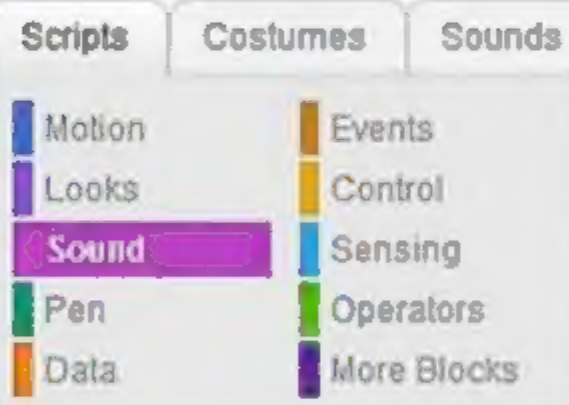 Scripts Costumes Sounds
Motion Events
Looks Control
Sound Sensing
Pen Operators
Data More Blocks